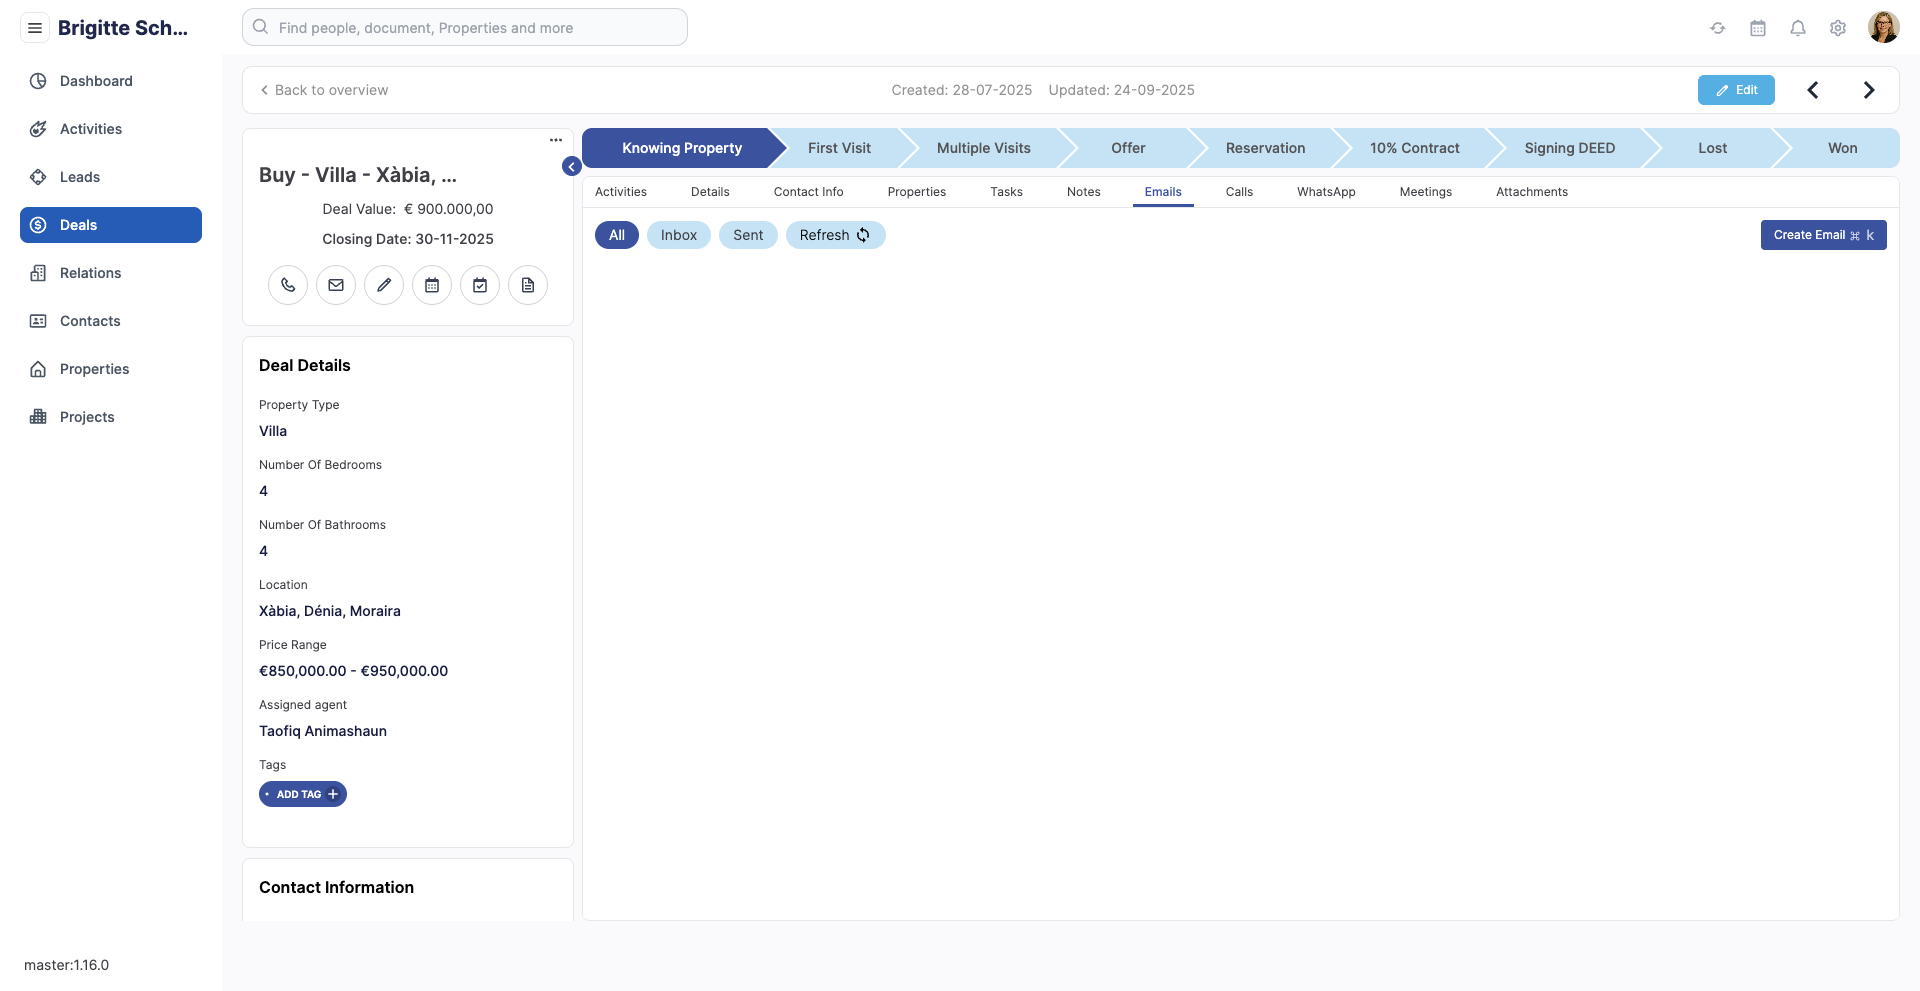 Brigitte Sch...
Find people, document, Properties and more
Dashboard
Activities
Leads
Deals
Relations
Contacts
Properties
Projects
master:1.16.0
Back to overview
Created: 28-07-2025 Updated: 24-09-2025
Edit
Buy - Villa - Xàbia, ...
Deal Value: € 900.000,00
Closing Date: 30-11-2025
Deal Details
Property Type
Villa
Number Of Bedrooms
4
Number Of Bathrooms
4
Location
Xàbia, Dénia, Moraira
Price Range
€850,000.00 - €950,000.00
Assigned agent
Taofiq Animashaun
Tags
• ADD TAG
Contact Information
Knowing Property First Visit Multiple Visits Offer Reservation 10% Contract Signing DEED Lost Won
Activities Details Contact Info Properties Tasks Notes Emails Calls WhatsApp Meetings Attachments
All Inbox Sent Refresh
Create Email ⌘ k